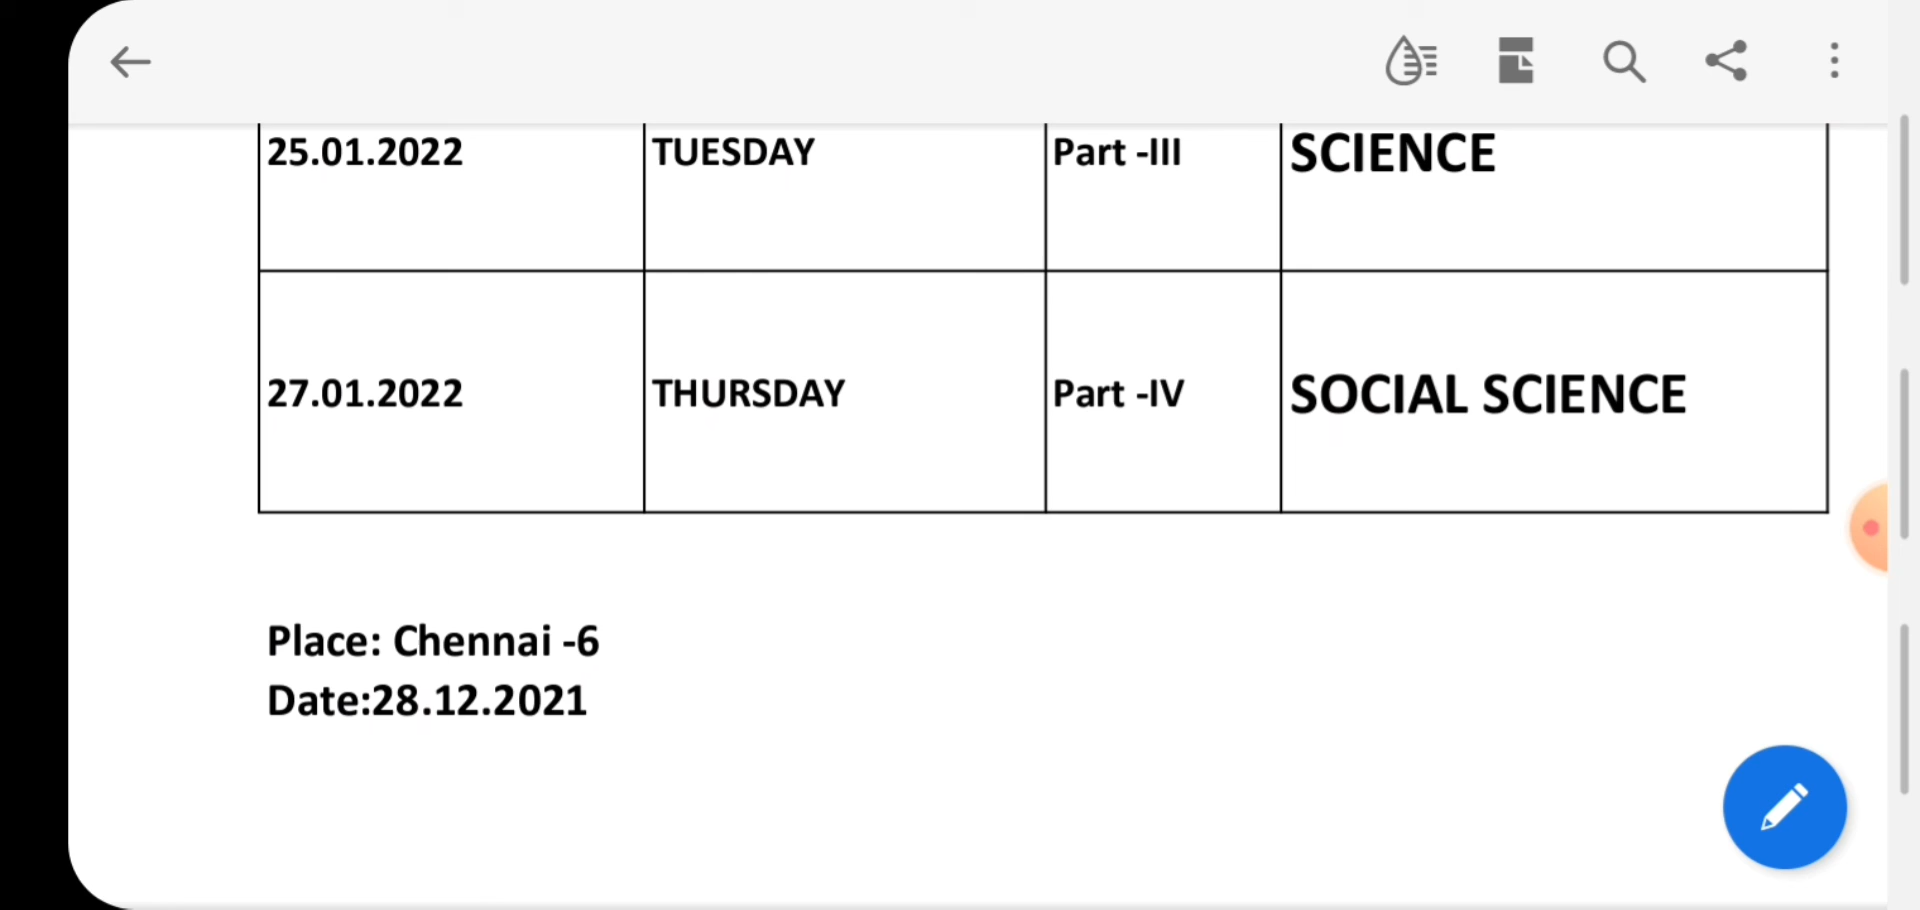 25.01.2022 TUESDAY Part -III SCIENCE
27.01.2022 THURSDAY Part -IV SOCIAL SCIENCE
Place: Chennai -6
Date:28.12.2021